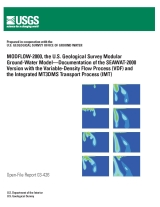 USGS
Prepared in cooperation with the
U.S. GEOLOGICAL SURVEY OFFICE OF GROUND WATER
MODFLOW-2000, the U.S. Geological Survey Modular
Ground-Water Model—Documentation of the SEAWAT-2000
Version with the Variable-Density Flow Process (VDF) and
the Integrated MT3DMS Transport Process (IMT)
Open-File Report 03-426
U.S. Department of the Interior
U.S. Geological Survey